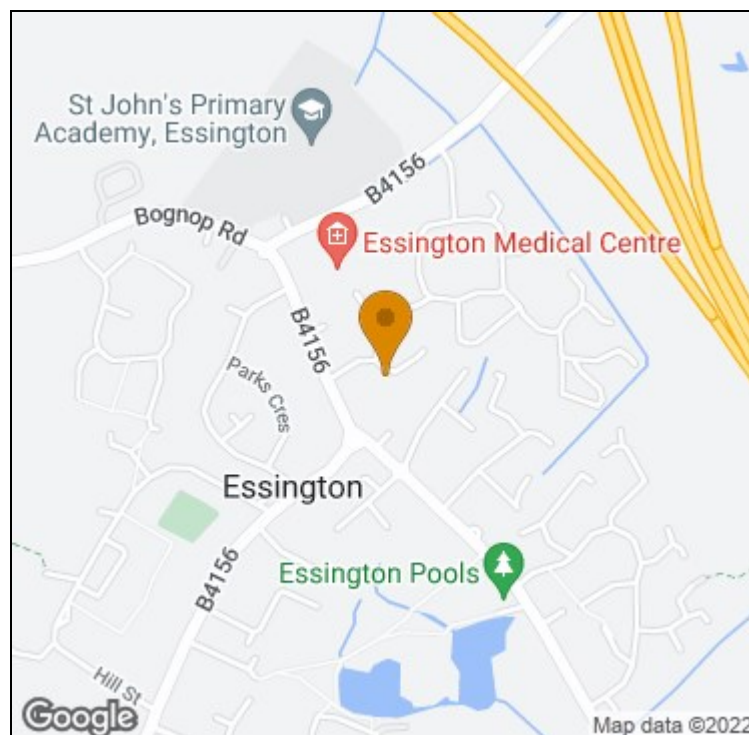 St John's Primary
Academy, Essington
B4156
Bognop Rd
Essington Medical Centre
B4156
Parks Cres
Essington
Essington Pools
B4156
Hill St
Google
Map data ©2022